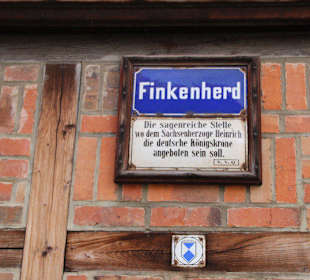 Finkenherd
Die sagenreiche Stelle
wo dem Sachsenherzoge Heinrich
die deutsche Königskrone
angeboten sein soll.